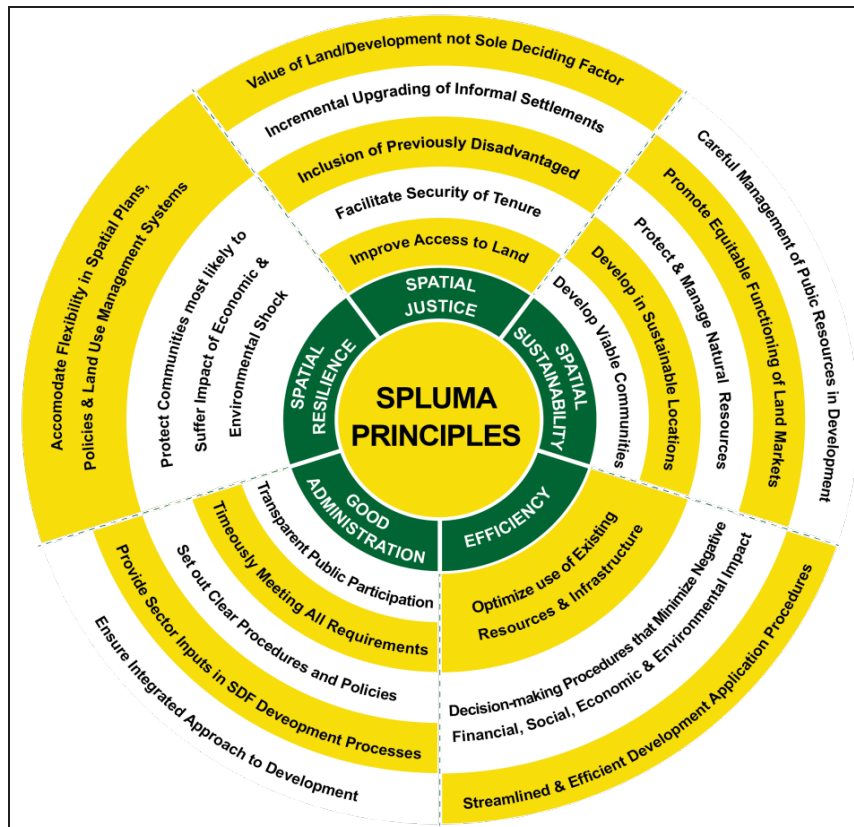 SPLUMA
PRINCIPLES
SPATIAL
JUSTICE
Improve Access to Land
Facilitate Security of Tenure
Inclusion of Previously Disadvantaged
Incremental Upgrading of Informal Settlements
Value of Land/Development not Sole Deciding Factor
SPATIAL
SUSTAINABILITY
Develop Viable Communities
Develop in Sustainable Locations
Protect & Manage Natural Resources
Promote Equitable Functioning of Land Markets
Careful Management of Pubic Resources in Development
EFFICIENCY
Optimize use of Existing
Resources & Infrastructure
Decision-making Procedures that Minimize Negative
Financial, Social, Economic & Environmental Impact
Streamlined & Efficient Development Application Procedures
GOOD
ADMINISTRATION
Transparent Public Participation
Timeously Meeting All Requirements
Set out Clear Procedures and Policies
Provide Sector Inputs in SDF Deveopment Processes
Ensure Integrated Approach to Development
SPATIAL
RESILIENCE
Protect Communities most likely to
Suffer Impact of Economic &
Environmental Shock
Accomodate Flexibility in Spatial Plans,
Policies & Land Use Management Systems